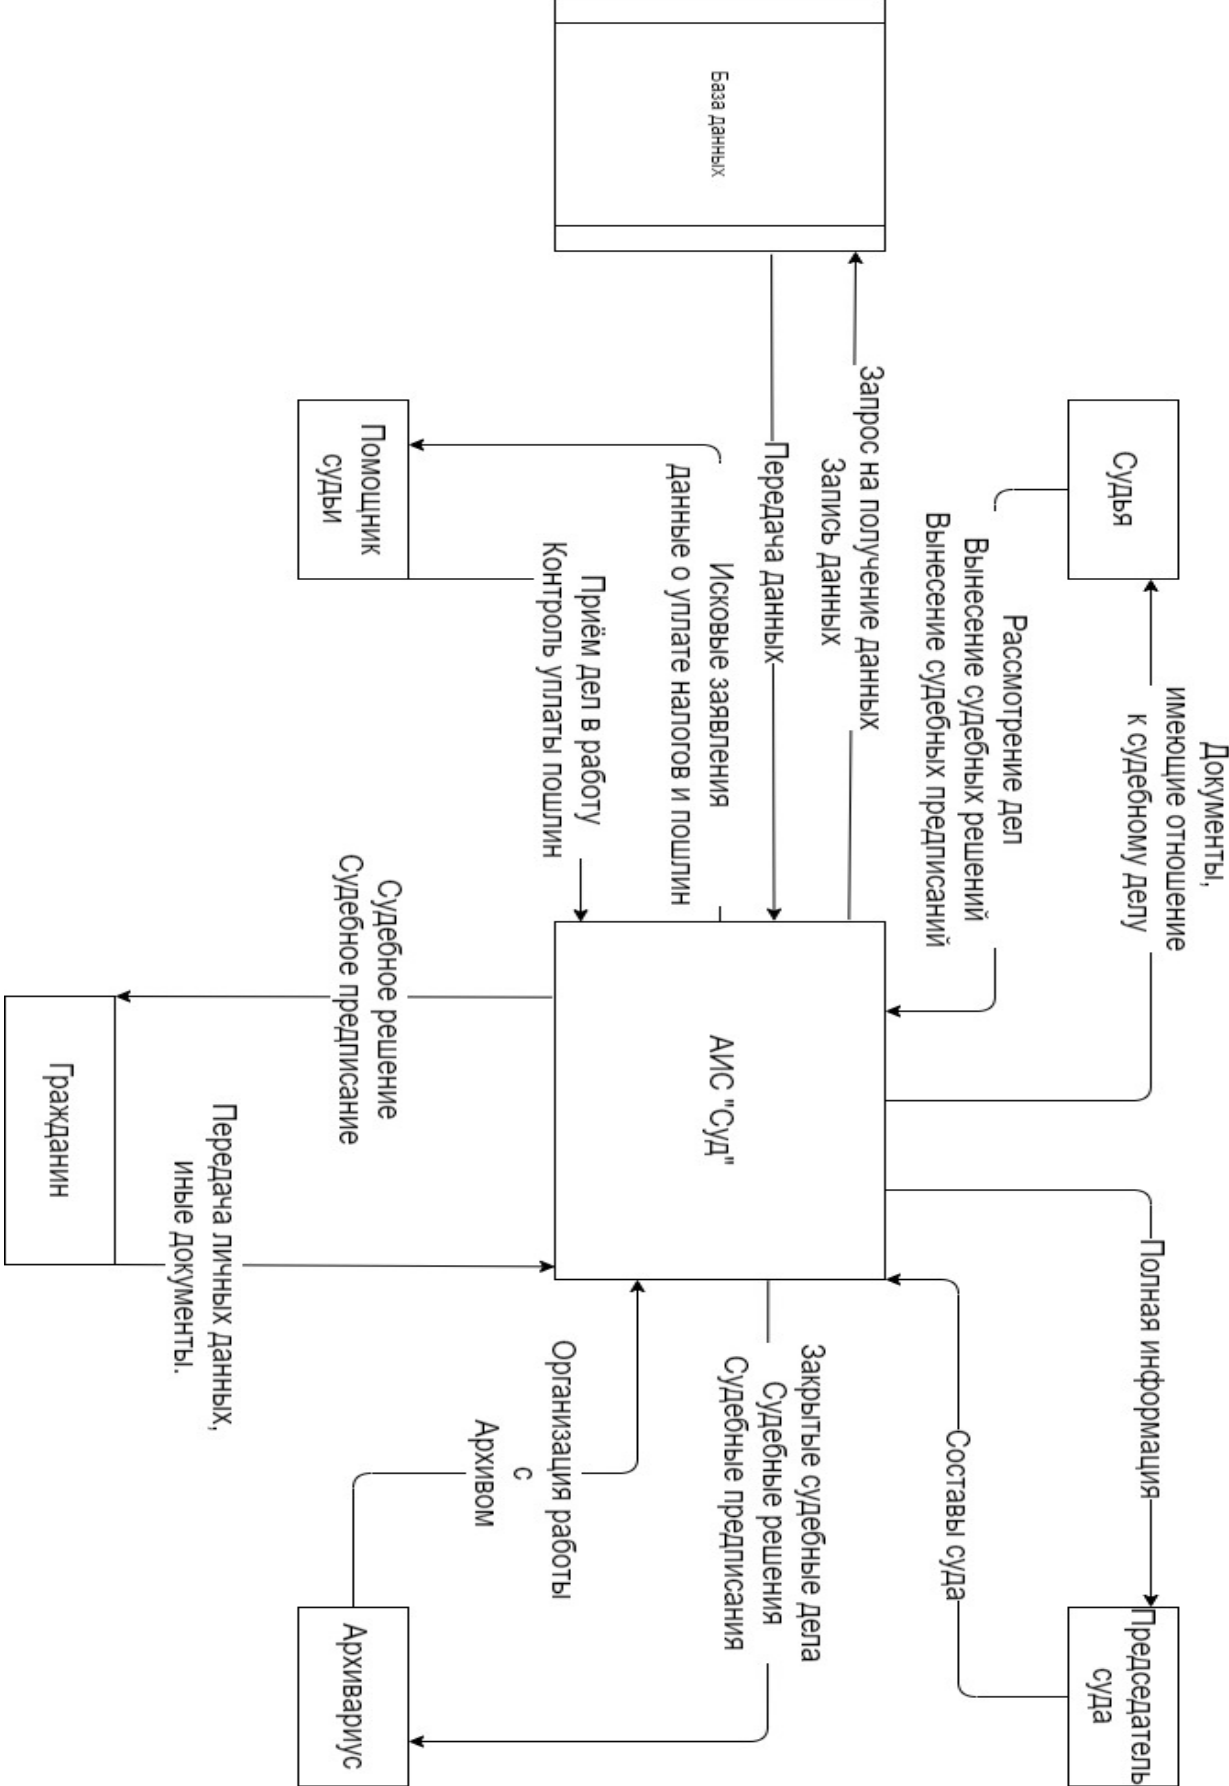 Документы,
имеющие отношение
к судебному делу
Судья
Рассмотрение дел
Вынесение судебных решений
Вынесение судебных предписаний
Полная информация
Председатель
суда
Составы суда
База данных
Запрос на получение данных
Запись данных
Передача данных
АИС "Суд"
Закрытые судебные дела
Судебные решения
Судебные предписания
Исковые заявления
данные о уплате налогов и пошлин
Помощник
судьи
Приём дел в работу
Контроль уплаты пошлин
Организация работы
с
Архивом
Архивариус
Судебное решение
Судебное предписание
Передача личных данных,
иные документы.
Гражданин